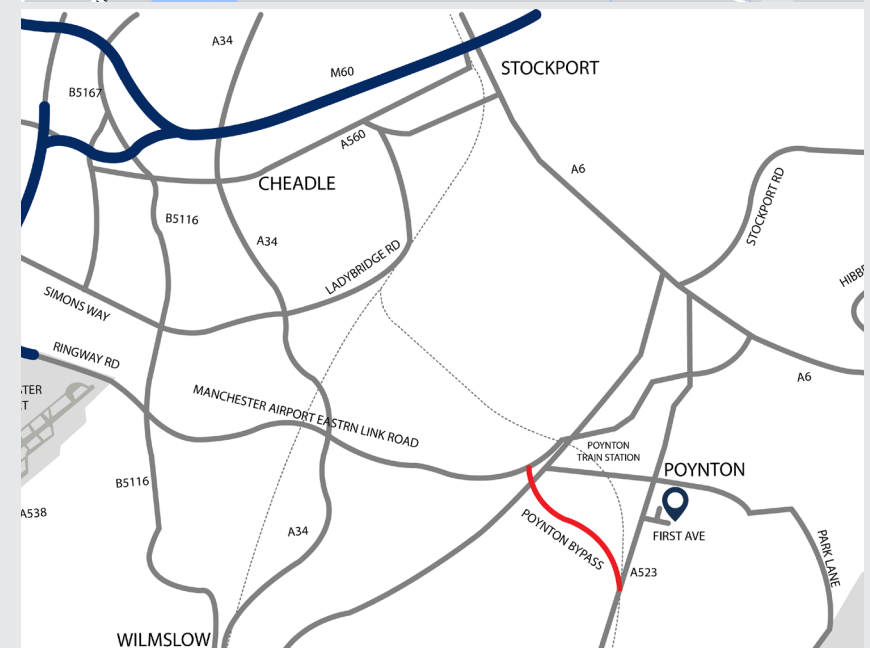 A34
M60
STOCKPORT
B5167
A560
A6
CHEADLE
STOCKPORT RD
B5116
A34
LADYBRIDGE RD
SIMONS WAY
RINGWAY RD
A6
MANCHESTER AIRPORT EASTRN LINK ROAD
POYNTON
TRAIN STATION
POYNTON
B5116
A538
POYNTON BYPASS
A34
FIRST AVE
PARK LANE
A523
WILMSLOW